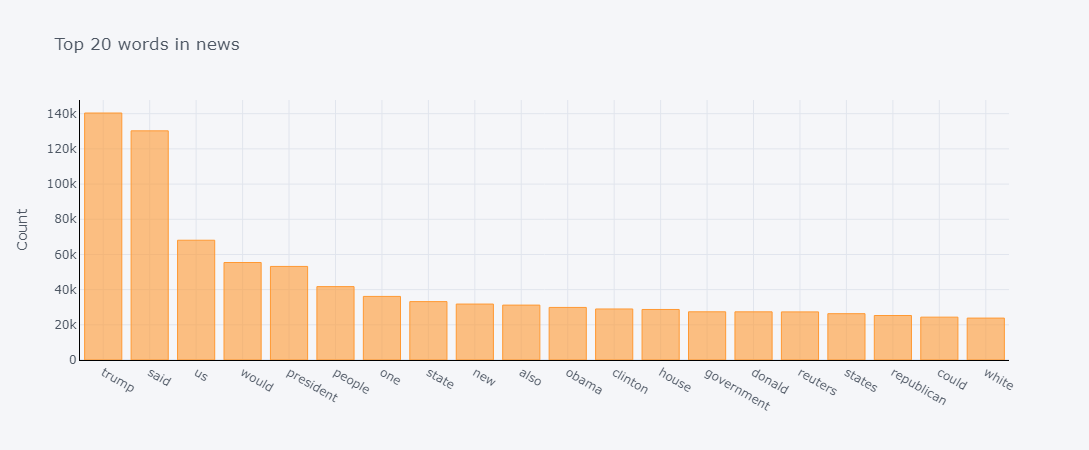 Top 20 words in news
Count
140k
120k
100k
80k
60k
40k
20k
0
trump
said
us
would
president
people
one
state
new
also
obama
clinton
house
government
donald
reuters
states
republican
could
white